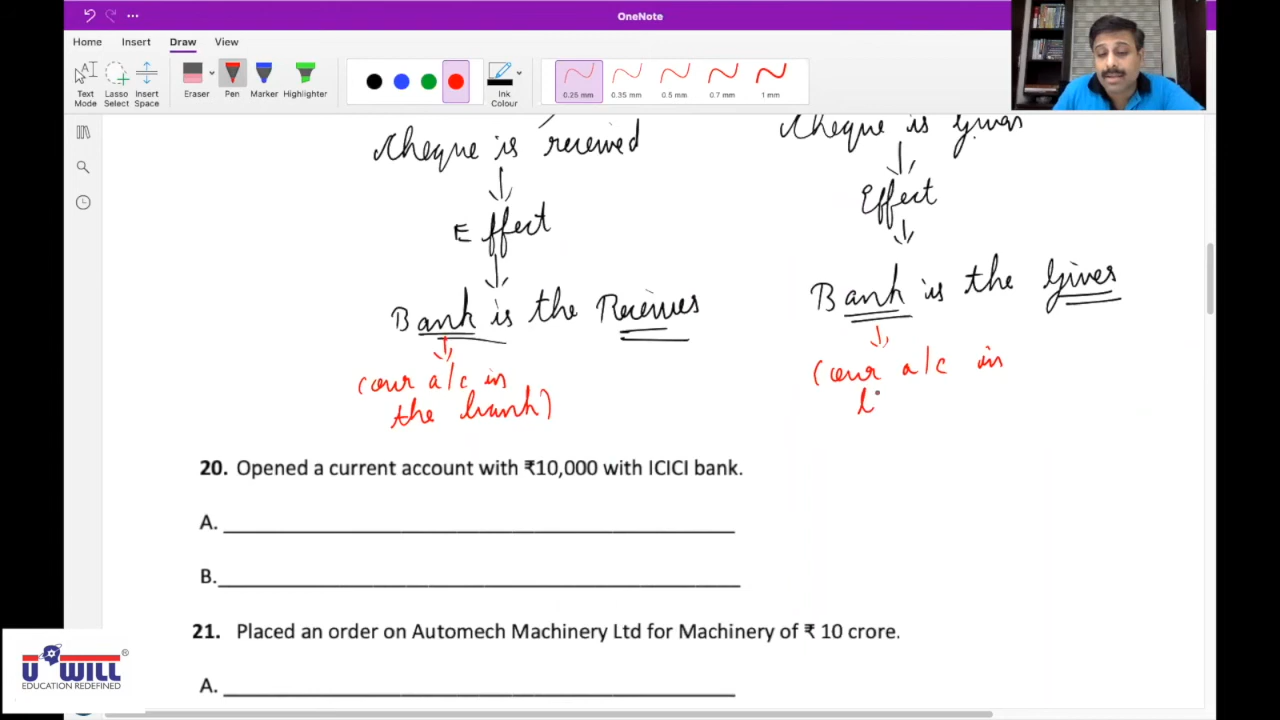 OneNote
Home Insert Draw View
Text Mode Lasso Select Insert Space Eraser Pen Marker Highlighter Ink Colour 0.25 mm 0.35 mm 0.5 mm 0.7 mm 1 mm
Cheque is received Cheque is Given
Effect Effect
Bank is the Receiver Bank is the Giver
(our a/c in (our a/c in
the bank) b
20. Opened a current account with ₹10,000 with ICICI bank.
A.
B.
21. Placed an order on Automech Machinery Ltd for Machinery of ₹ 10 crore.
A.
U WILL®
EDUCATION REDEFINED